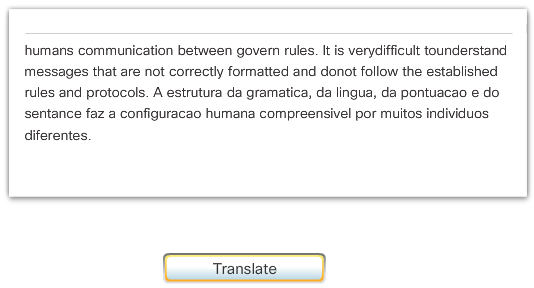 humans communication between govern rules. It is verydifficult tounderstand
messages that are not correctly formatted and donot follow the established
rules and protocols. A estrutura da gramatica, da lingua, da pontuacao e do
sentance faz a configuracao humana compreensivel por muitos individuos
diferentes.
Translate